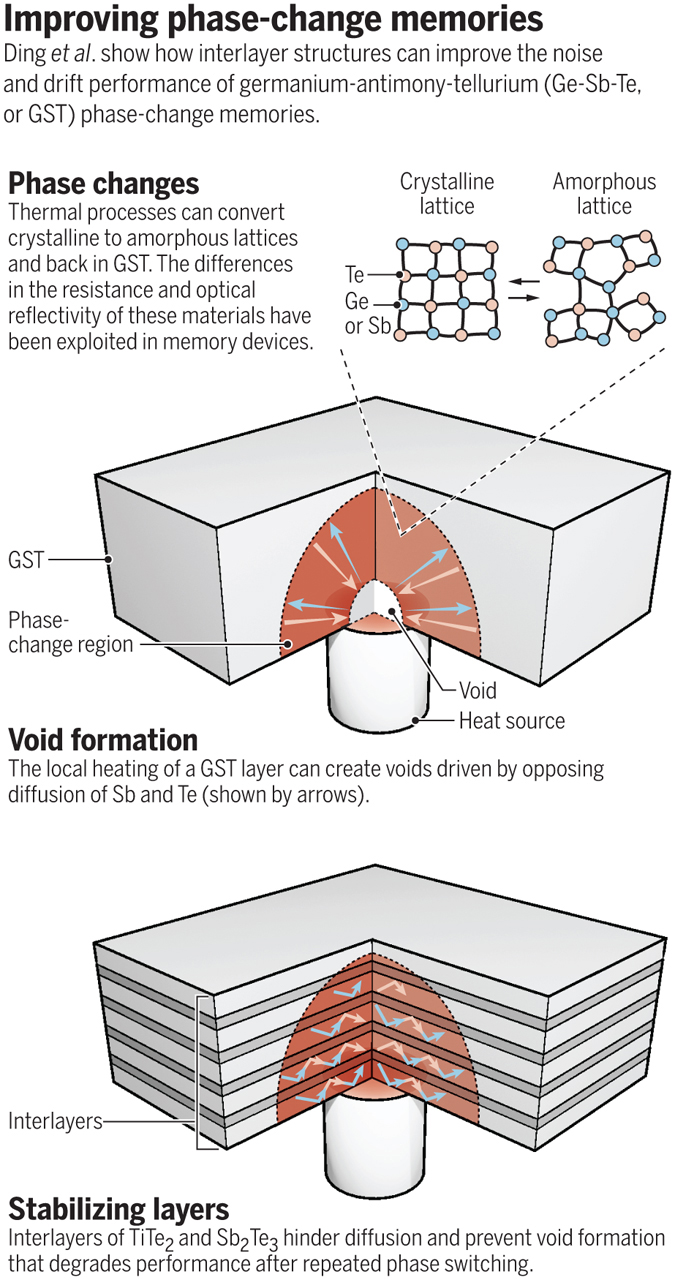 Improving phase-change memories
Ding et al. show how interlayer structures can improve the noise
and drift performance of germanium-antimony-tellurium (Ge-Sb-Te,
or GST) phase-change memories.
Phase changes
Thermal processes can convert
crystalline to amorphous lattices
and back in GST. The differences
in the resistance and optical
reflectivity of these materials have
been exploited in memory devices.
Crystalline
lattice
Amorphous
lattice
Te
Ge
or Sb
GST
Phase-
change region
Void
Heat source
Void formation
The local heating of a GST layer can create voids driven by opposing
diffusion of Sb and Te (shown by arrows).
Interlayers
Stabilizing layers
Interlayers of TiTe₂ and Sb₂Te₃ hinder diffusion and prevent void formation
that degrades performance after repeated phase switching.